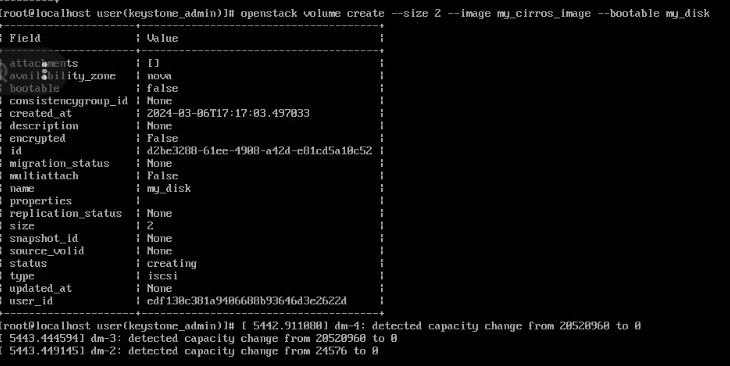 [root@localhost user(keystone_admin)]# openstack volume create --size 2 --image my_cirros_image --bootable my_disk
+---------------------+--------------------------------------+
| Field | Value |
+---------------------+--------------------------------------+
| attachments | [] |
| availability_zone | nova |
| bootable | false |
| consistencygroup_id | None |
| created_at | 2024-03-06T17:17:03.497033 |
| description | None |
| encrypted | False |
| id | d2be3288-61ee-4908-a42d-e81cd5a10c52 |
| migration_status | None |
| multiattach | False |
| name | my_disk |
| properties | |
| replication_status | None |
| size | 2 |
| snapshot_id | None |
| source_volid | None |
| status | creating |
| type | iscsi |
| updated_at | None |
| user_id | edf130c381a9406688b93646d3e2622d |
+---------------------+--------------------------------------+
[root@localhost user(keystone_admin)]# [ 5442.911080] dm-4: detected capacity change from 20520960 to 0
[ 5443.444594] dm-3: detected capacity change from 20520960 to 0
[ 5443.449145] dm-2: detected capacity change from 24576 to 0